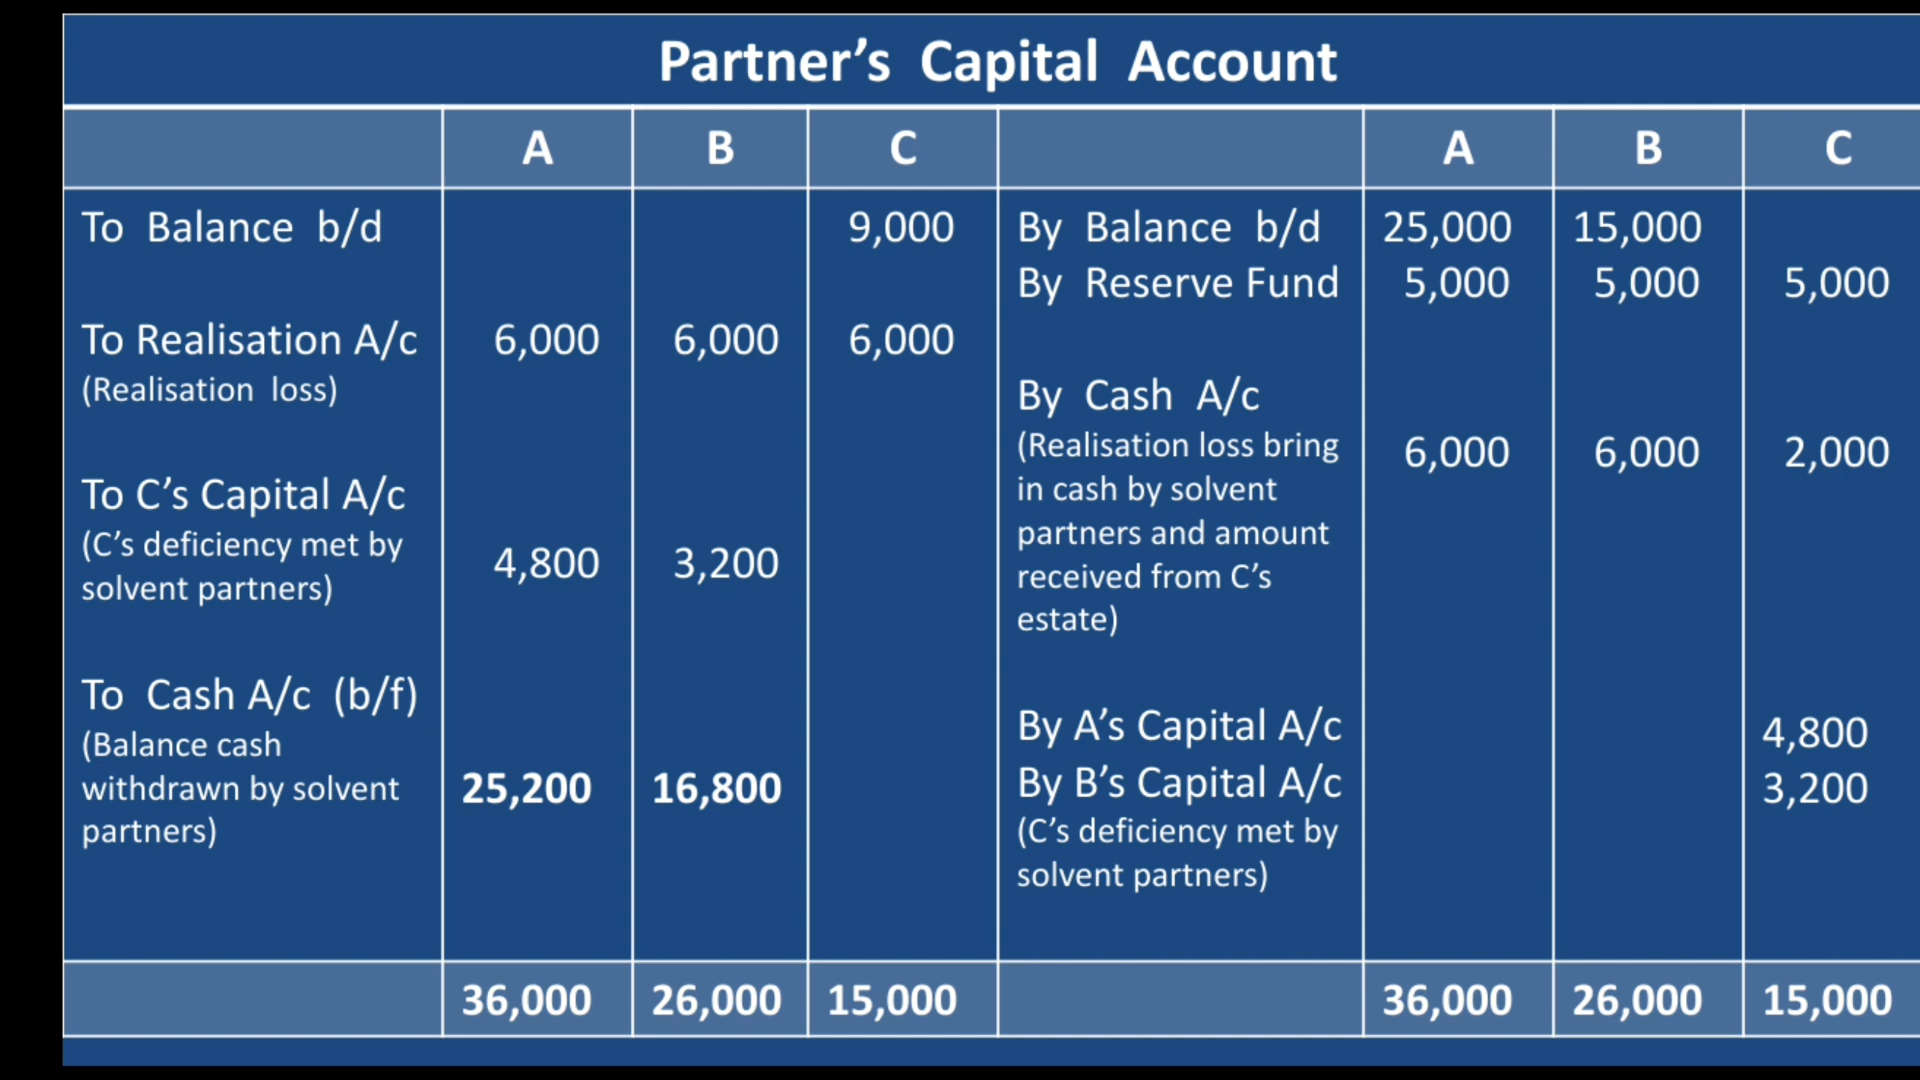 Partner's Capital Account
A B C A B C
To Balance b/d 9,000 By Balance b/d 25,000 15,000
By Reserve Fund 5,000 5,000 5,000
To Realisation A/c 6,000 6,000 6,000
(Realisation loss)
By Cash A/c
(Realisation loss bring 6,000 6,000 2,000
in cash by solvent
To C's Capital A/c
(C's deficiency met by 4,800 3,200
partners and amount
solvent partners)
received from C's
estate)
To Cash A/c (b/f)
(Balance cash
By A's Capital A/c 4,800
withdrawn by solvent 25,200 16,800
By B's Capital A/c 3,200
partners)
(C's deficiency met by
solvent partners)
36,000 26,000 15,000 36,000 26,000 15,000